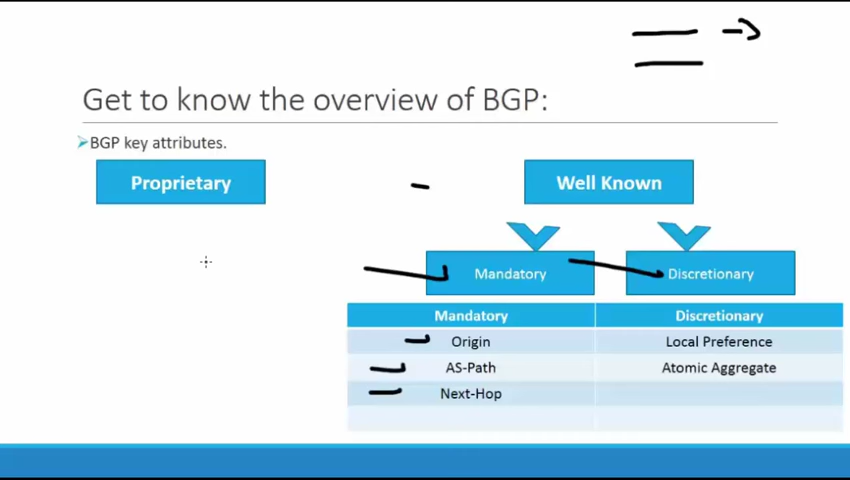 Get to know the overview of BGP:
BGP key attributes.
Proprietary
Well Known
Mandatory
Discretionary
Mandatory Discretionary
Origin Local Preference
AS-Path Atomic Aggregate
Next-Hop